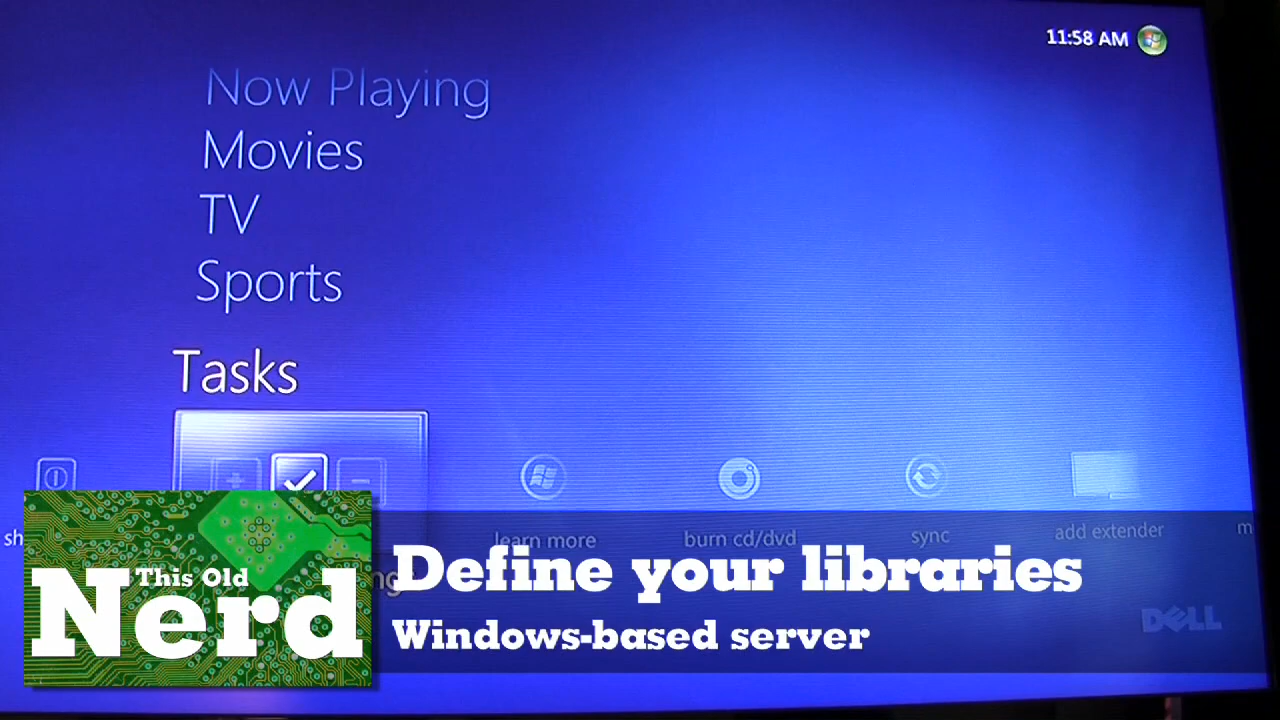 11:58 AM
Now Playing
Movies
TV
Sports
Tasks
learn more
burn cd/dvd
sync
add extender
This Old
Nerd
Define your libraries
Windows-based server
DELL